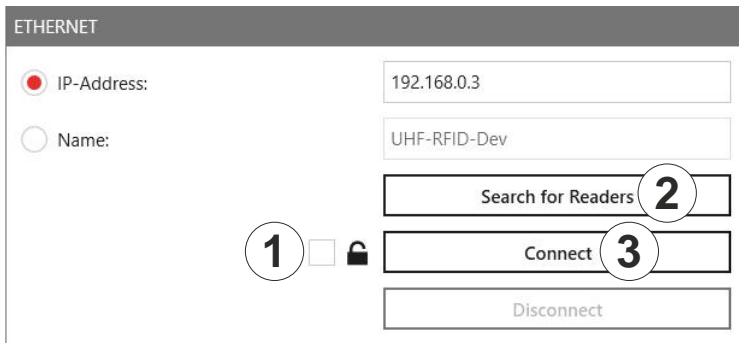 ETHERNET
IP-Address: 192.168.0.3
Name: UHF-RFID-Dev
Search for Readers 2
1 Connect 3
Disconnect